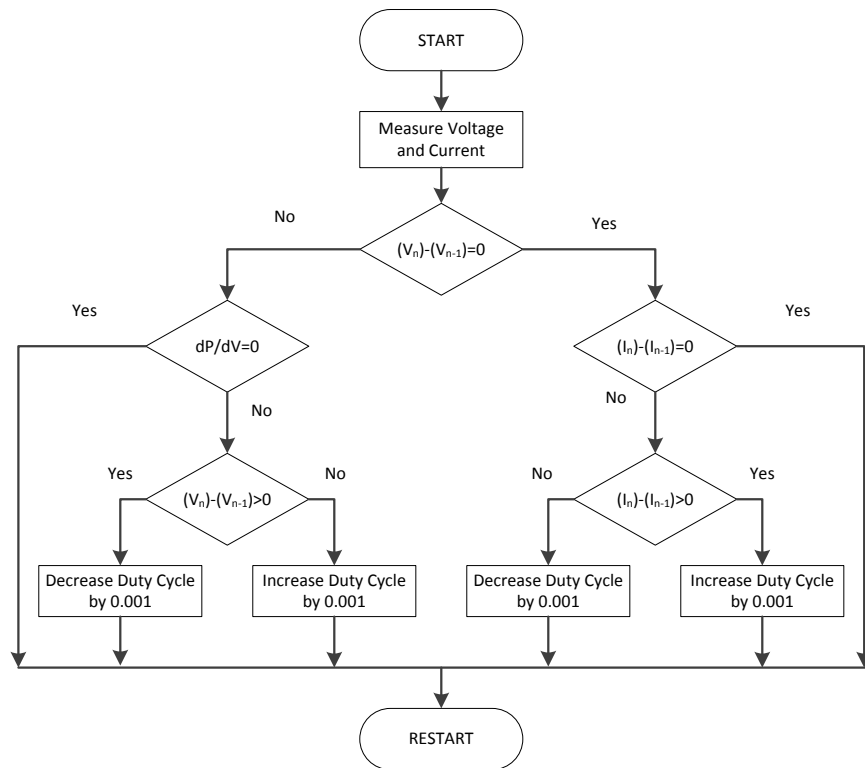 START
Measure Voltage
and Current
No
Yes
(Vₙ)-(Vₙ₋₁)=0
Yes
Yes
dP/dV=0
(Iₙ)-(Iₙ₋₁)=0
No
No
Yes
No
No
Yes
(Vₙ)-(Vₙ₋₁)>0
(Iₙ)-(Iₙ₋₁)>0
Decrease Duty Cycle
by 0.001
Increase Duty Cycle
by 0.001
Decrease Duty Cycle
by 0.001
Increase Duty Cycle
by 0.001
RESTART